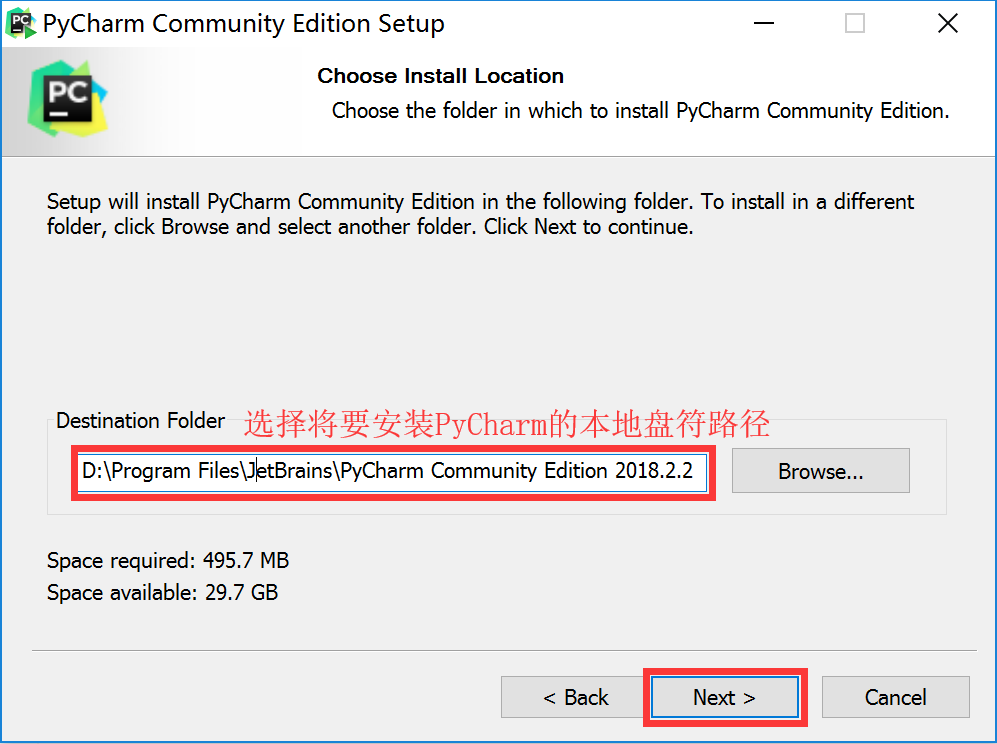 PC PyCharm Community Edition Setup
PC
Choose Install Location
Choose the folder in which to install PyCharm Community Edition.
Setup will install PyCharm Community Edition in the following folder. To install in a different
folder, click Browse and select another folder. Click Next to continue.
Destination Folder 选择将要安装PyCharm的本地盘符路径
D:\Program Files\JetBrains\PyCharm Community Edition 2018.2.2
Browse...
Space required: 495.7 MB
Space available: 29.7 GB
< Back Next > Cancel